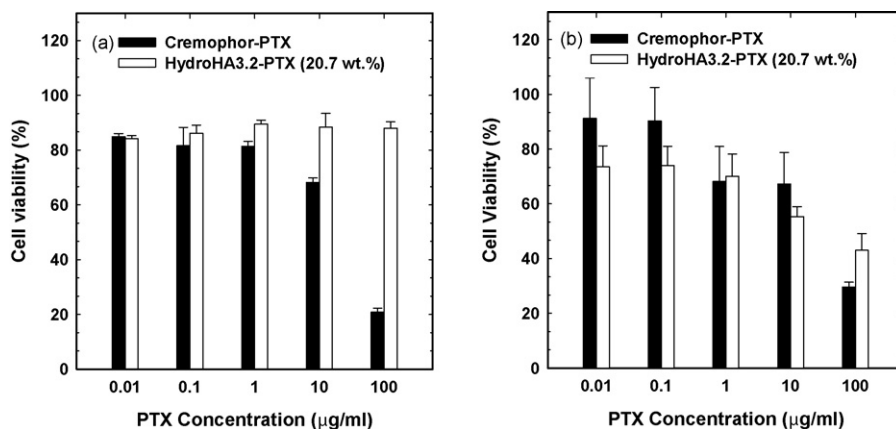 (a)
Cremophor-PTX
HydroHA3.2-PTX (20.7 wt.%)
Cell viability (%)
120
100
80
60
40
20
0
0.01 0.1 1 10 100
PTX Concentration (μg/ml)
(b)
Cremophor-PTX
HydroHA3.2-PTX (20.7 wt.%)
Cell Viability (%)
120
100
80
60
40
20
0
0.01 0.1 1 10 100
PTX Concentration (μg/ml)